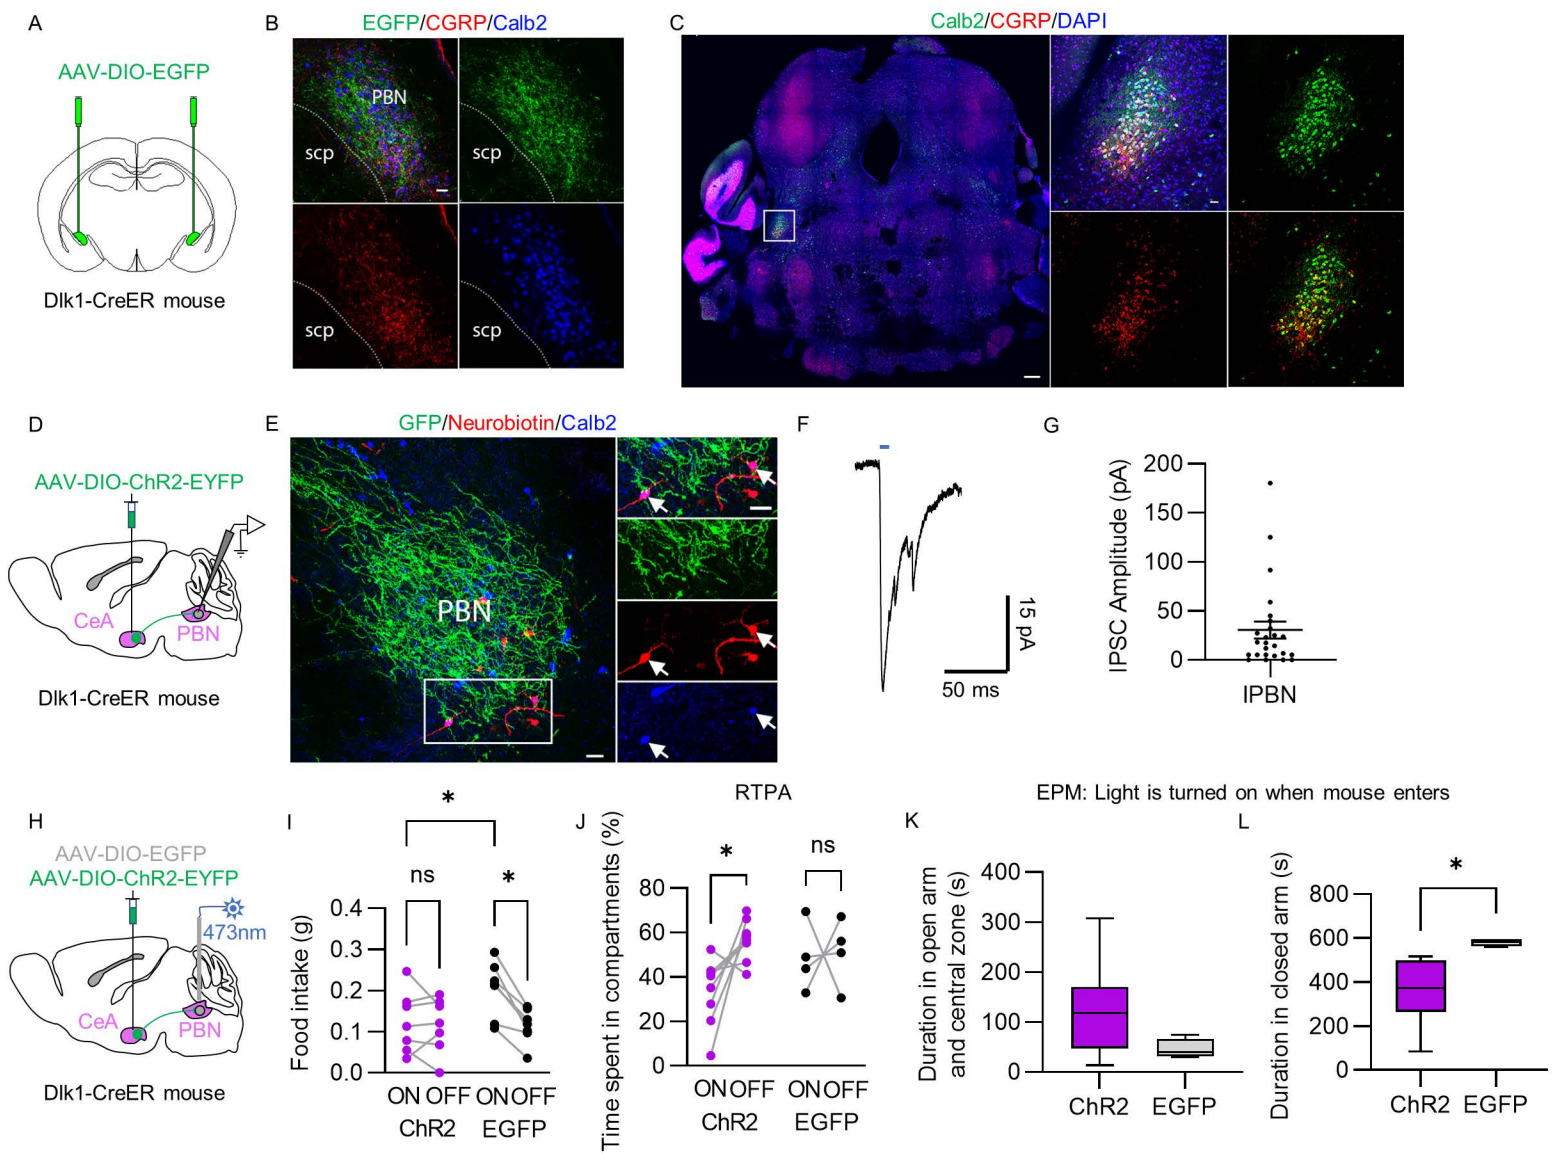 A
AAV-DIO-EGFP
Dlk1-CreER mouse
B
EGFP/CGRP/Calb2
PBN
scp
scp
scp
scp
C
Calb2/CGRP/DAPI
D
AAV-DIO-ChR2-EYFP
CeA
PBN
Dlk1-CreER mouse
E
GFP/Neurobiotin/Calb2
PBN
F
15 pA
50 ms
G
IPSC Amplitude (pA)
200
150
100
50
0
lPBN
H
AAV-DIO-EGFP
AAV-DIO-ChR2-EYFP
473nm
CeA
PBN
Dlk1-CreER mouse
I
*
ns
*
Food intake (g)
0.4
0.3
0.2
0.1
0.0
ON OFF ON OFF
ChR2 EGFP
J
RTPA
*
ns
Time spent in compartments (%)
80
60
40
20
0
ON OFF ON OFF
ChR2 EGFP
EPM: Light is turned on when mouse enters
K
Duration in open arm
and central zone (s)
400
300
200
100
0
ChR2 EGFP
L
*
Duration in closed arm (s)
800
600
400
200
0
ChR2 EGFP